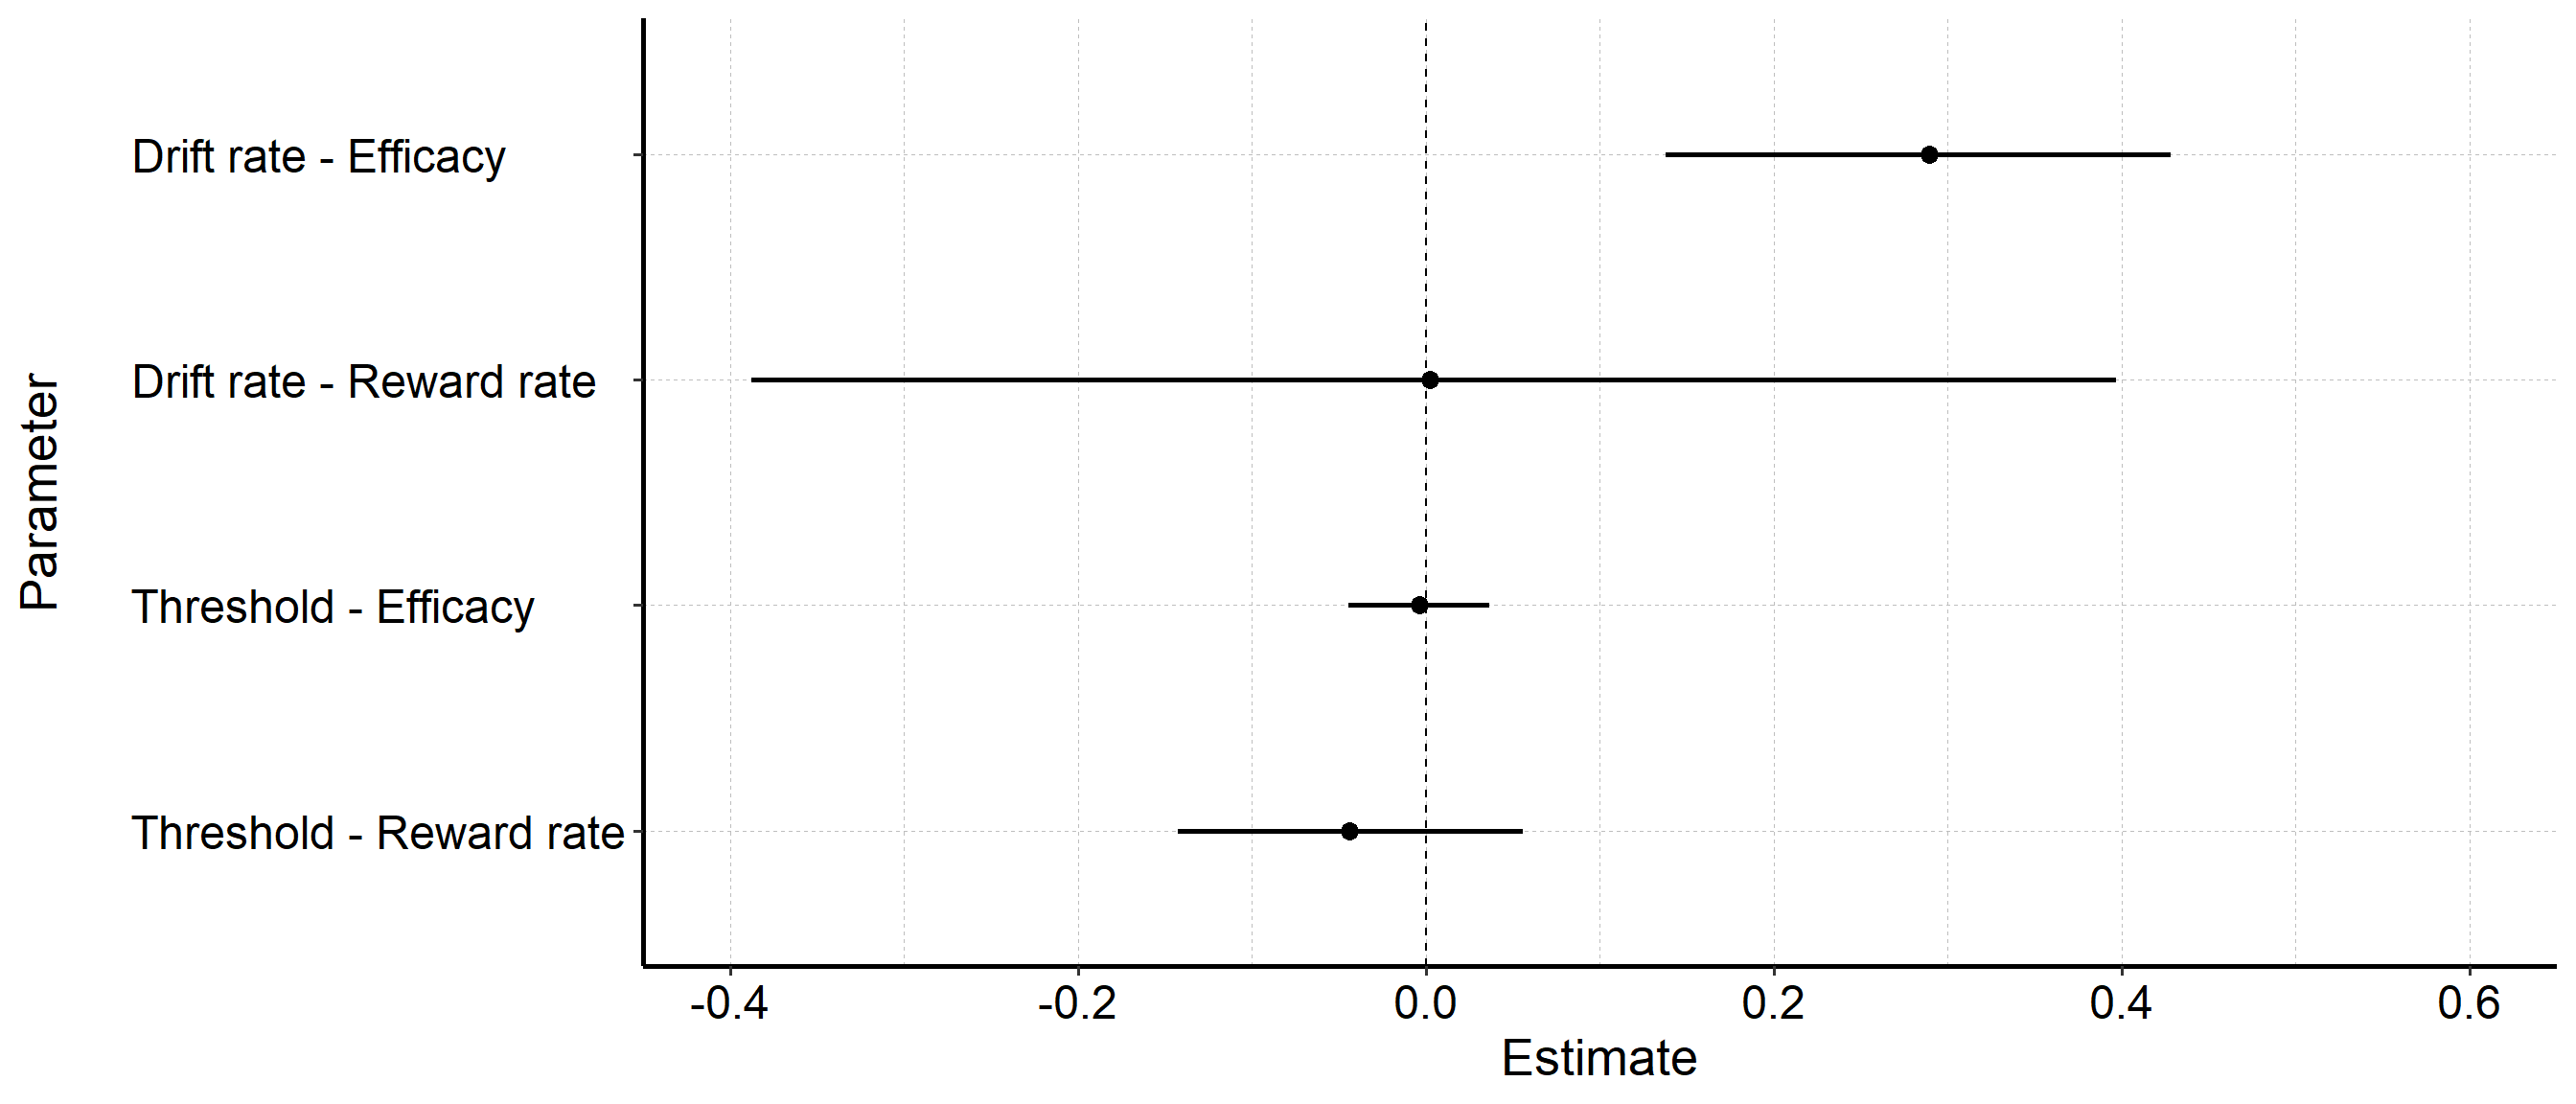 Parameter
Drift rate - Efficacy
Drift rate - Reward rate
Threshold - Efficacy
Threshold - Reward rate
-0.4 -0.2 0.0 0.2 0.4 0.6
Estimate